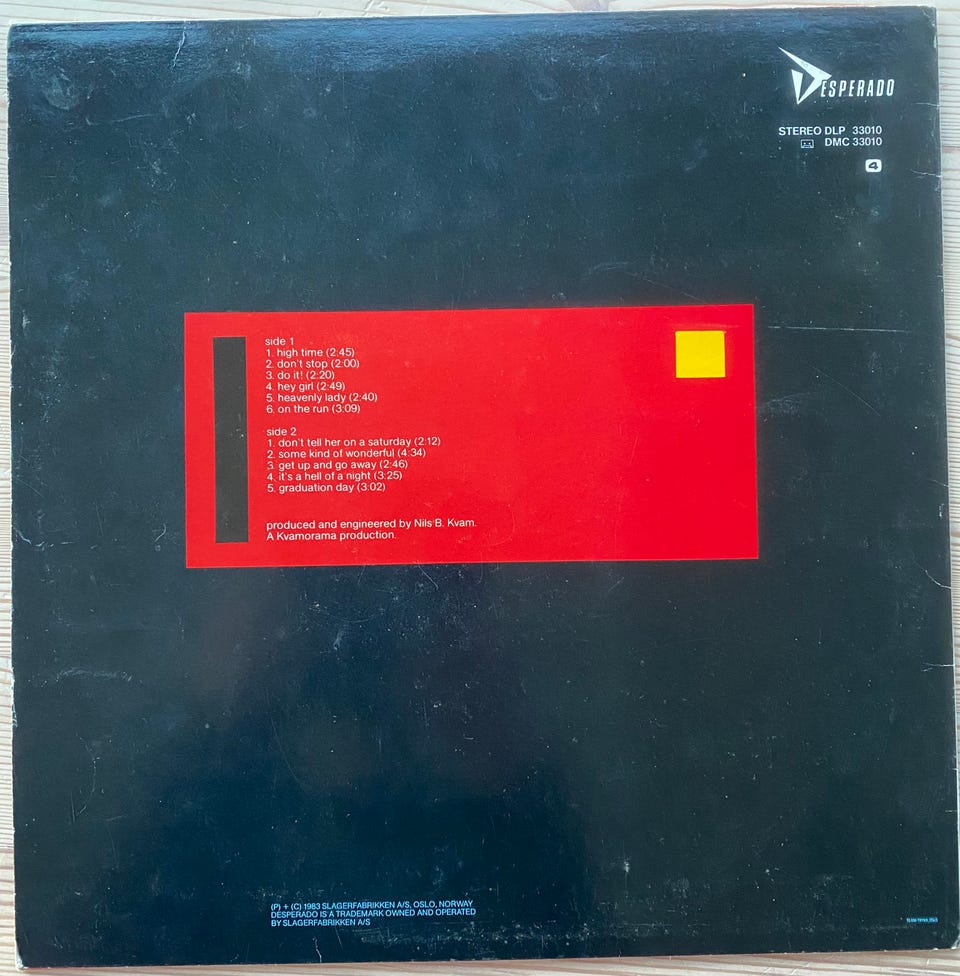 DESPERADO
STEREO DLP 33010
DMC 33010
4
side 1
1. high time (2:45)
2. don't stop (2:00)
3. do it! (2:20)
4. hey girl (2:49)
5. heavenly lady (2:40)
6. on the run (3:09)
side 2
1. don't tell her on a saturday (2:12)
2. some kind of wonderful (4:34)
3. get up and go away (2:46)
4. it's a hell of a night (3:25)
5. graduation day (3:02)
produced and engineered by Nils B. Kvam.
A Kvamorama production.
(P) + (C) 1983 SLAGERFABRIKKEN A/S, OSLO, NORWAY
DESPERADO IS A TRADEMARK OWNED AND OPERATED
BY SLAGERFABRIKKEN A/S